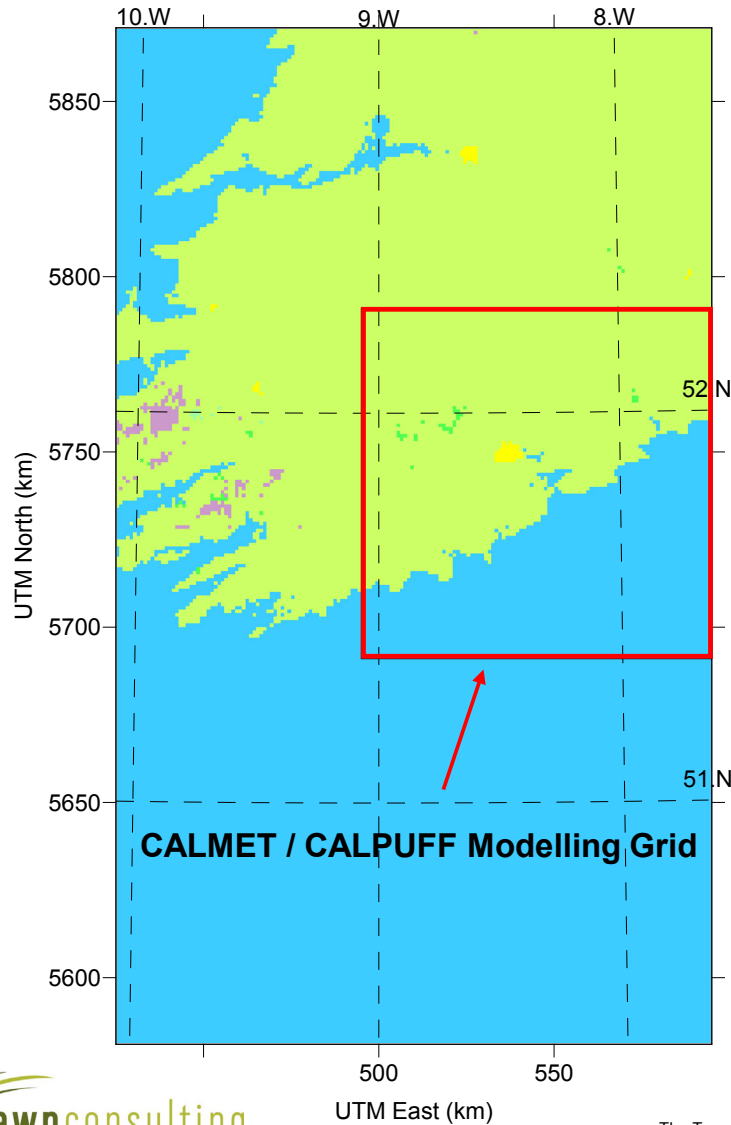 10.W 9.W 8.W
5850
5800
52.N
5750
UTM North (km)
5700
51.N
5650
CALMET / CALPUFF Modelling Grid
5600
500 550
UTM East (km)
consulting